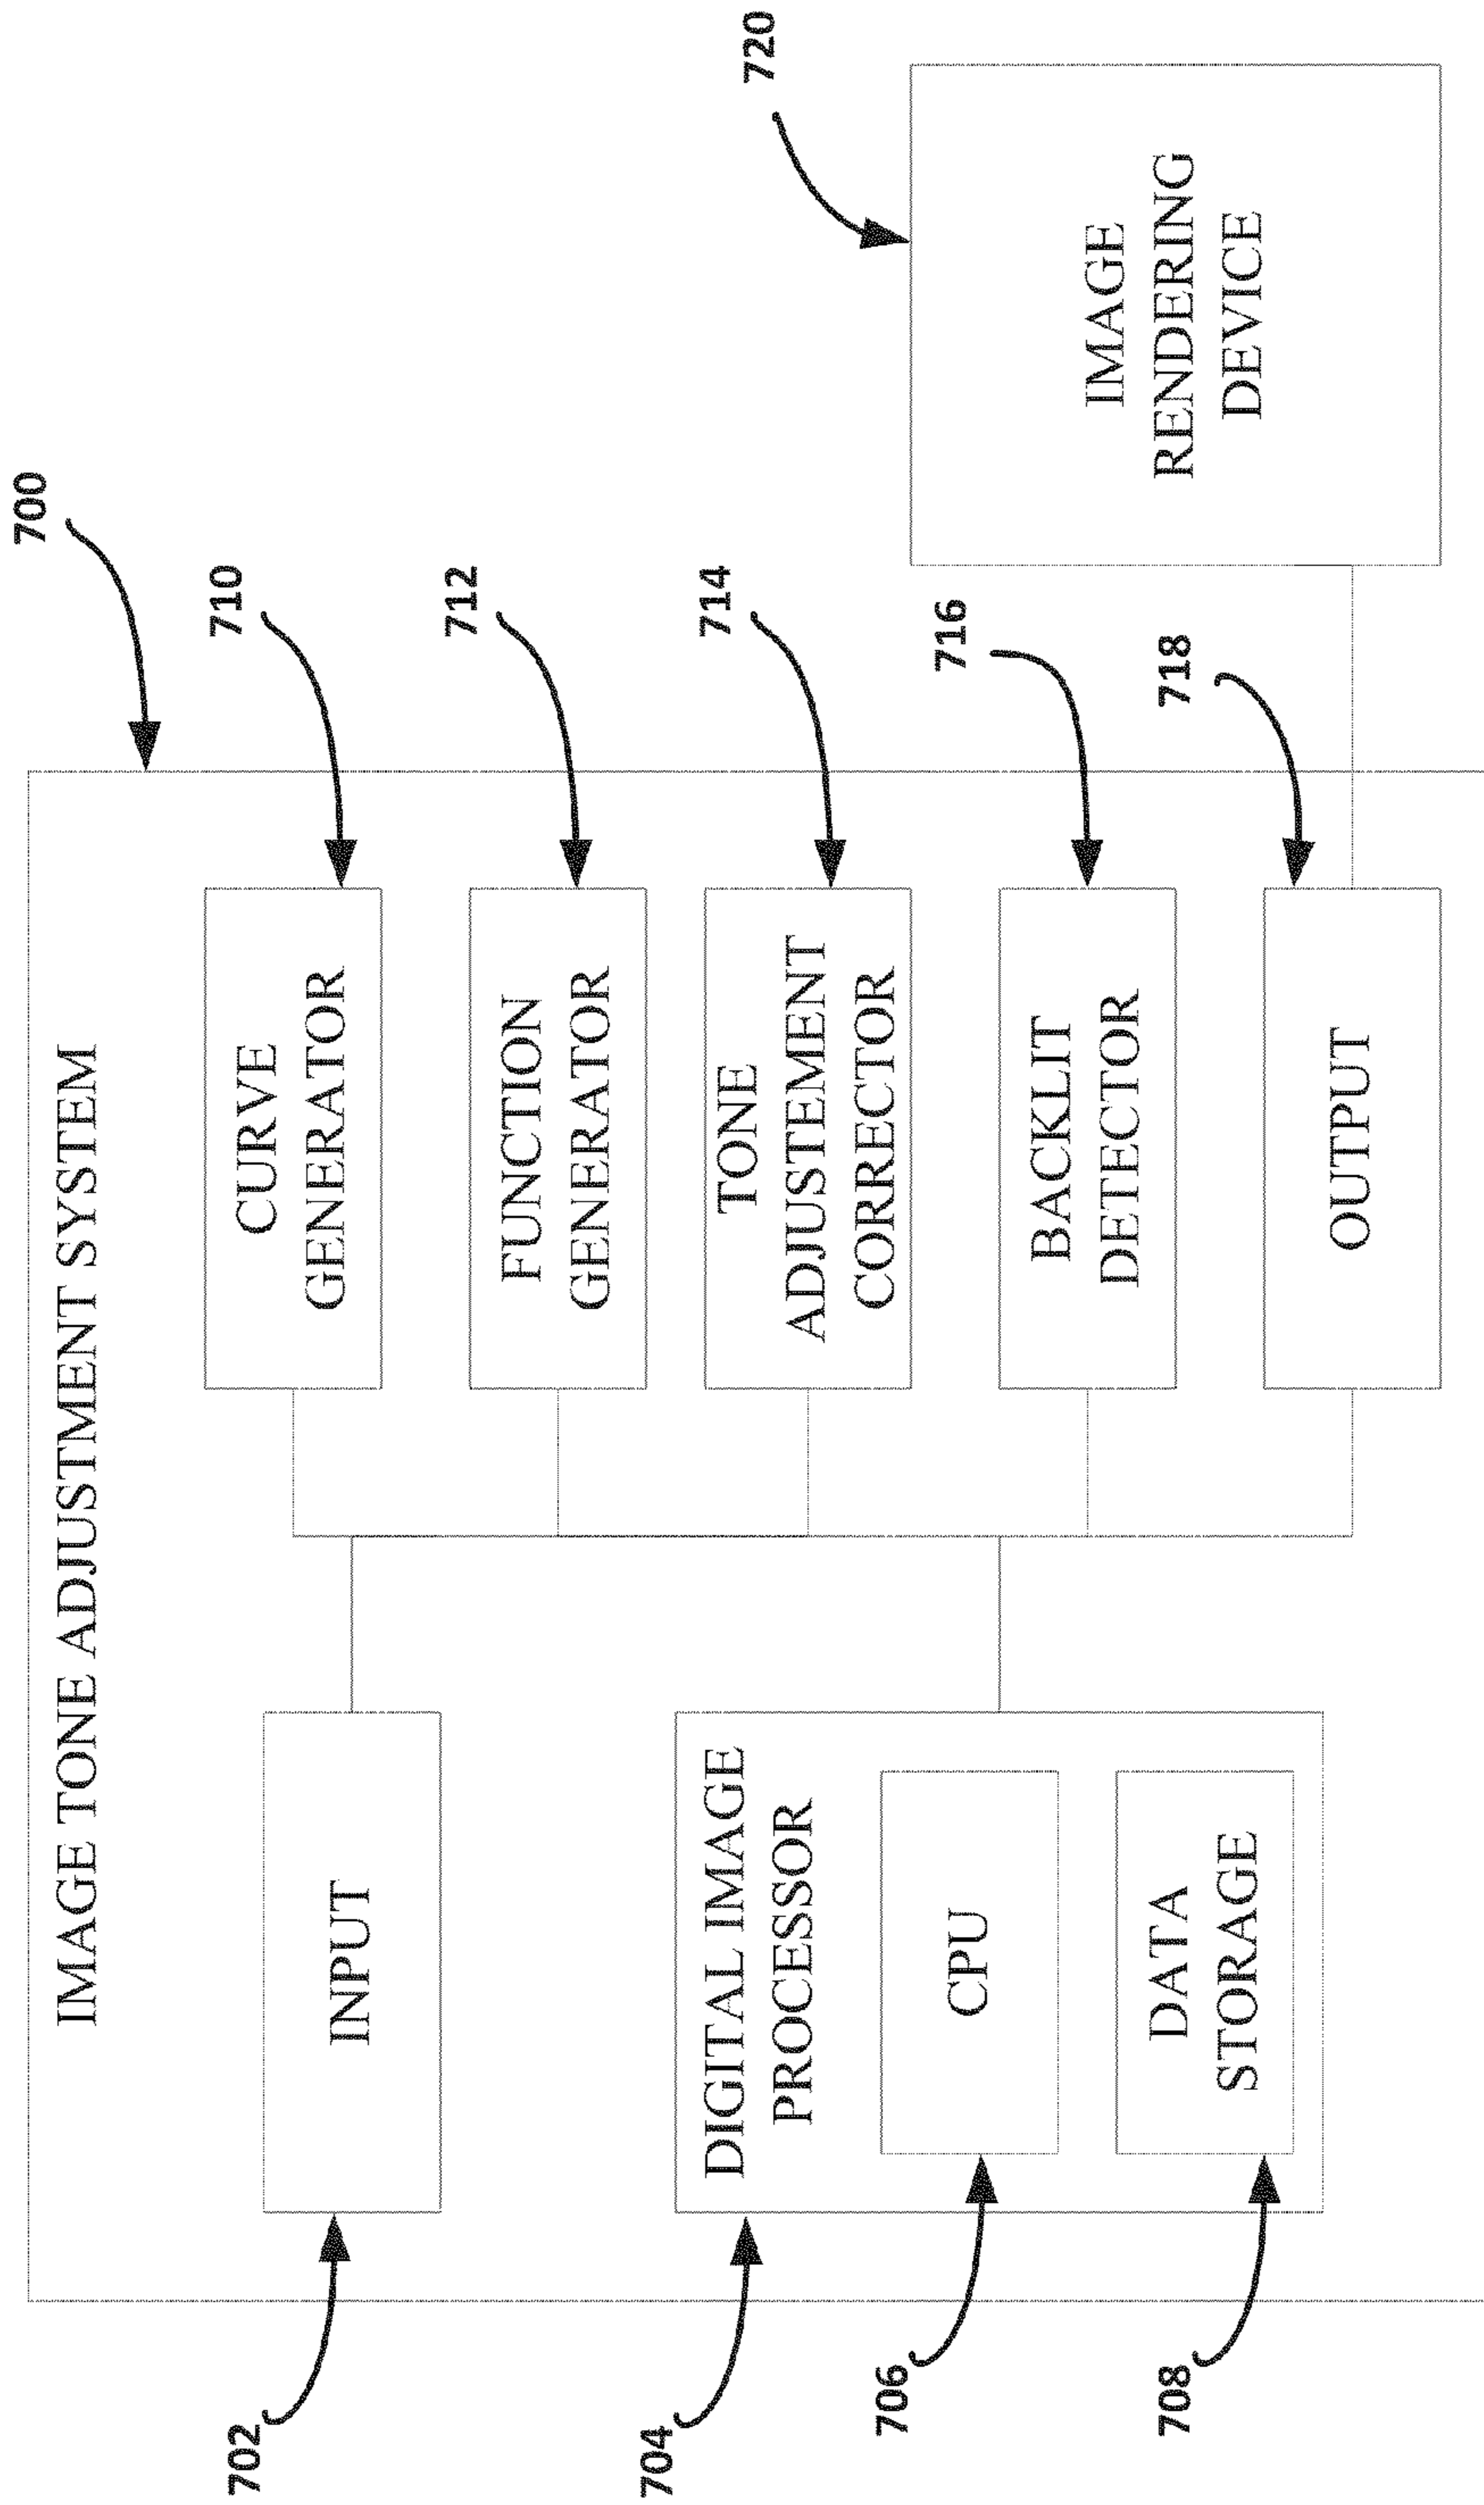 700
IMAGE TONE ADJUSTMENT SYSTEM
702
INPUT
704
DIGITAL IMAGE
PROCESSOR
706
CPU
708
DATA
STORAGE
710
CURVE
GENERATOR
712
FUNCTION
GENERATOR
714
TONE
ADJUSTEMENT
CORRECTOR
716
BACKLIT
DETECTOR
718
OUTPUT
720
IMAGE
RENDERING
DEVICE